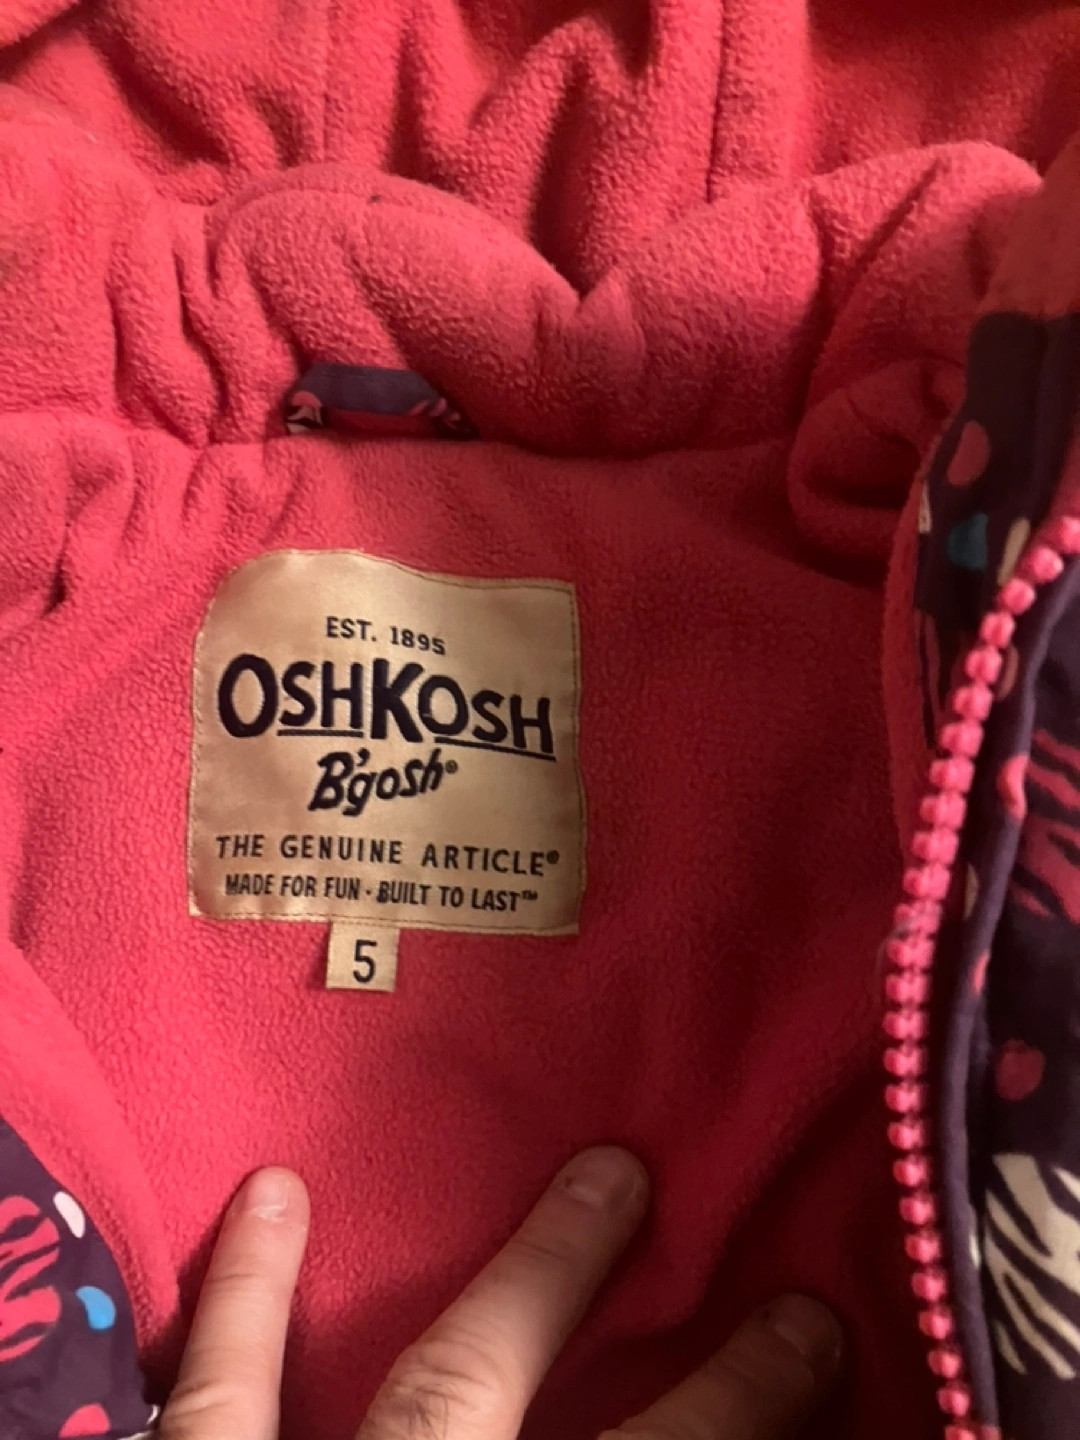 EST. 1895
OSHKOSH
B'gosh®
THE GENUINE ARTICLE®
MADE FOR FUN · BUILT TO LAST™
5